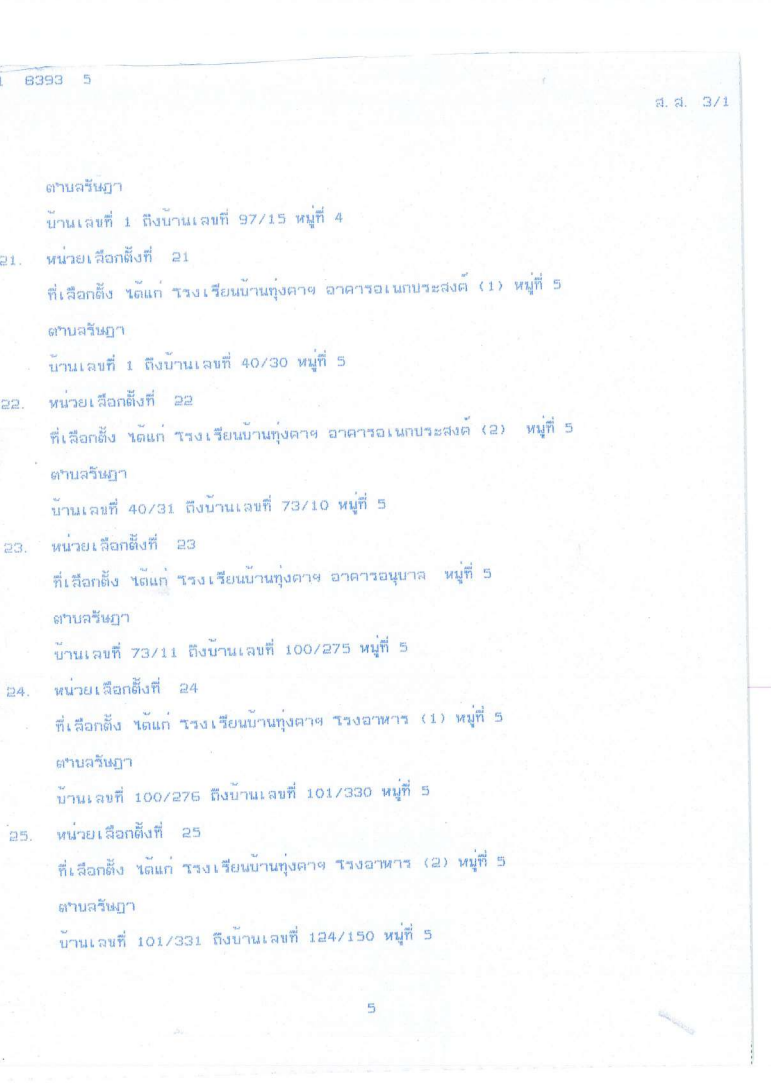 1 8393 5
ส.ส. 3/1
ตำบลรัษฎา
บ้านเลขที่ 1 ถึงบ้านเลขที่ 97/15 หมู่ที่ 4
21. หน่วยเลือกตั้งที่ 21
ที่เลือกตั้ง ได้แก่ โรงเรียนบ้านทุ่งคาฯ อาคารอเนกประสงค์ (1) หมู่ที่ 5
ตำบลรัษฎา
บ้านเลขที่ 1 ถึงบ้านเลขที่ 40/30 หมู่ที่ 5
22. หน่วยเลือกตั้งที่ 22
ที่เลือกตั้ง ได้แก่ โรงเรียนบ้านทุ่งคาฯ อาคารอเนกประสงค์ (2) หมู่ที่ 5
ตำบลรัษฎา
บ้านเลขที่ 40/31 ถึงบ้านเลขที่ 73/10 หมู่ที่ 5
23. หน่วยเลือกตั้งที่ 23
ที่เลือกตั้ง ได้แก่ โรงเรียนบ้านทุ่งคาฯ อาคารอนุบาล หมู่ที่ 5
ตำบลรัษฎา
บ้านเลขที่ 73/11 ถึงบ้านเลขที่ 100/275 หมู่ที่ 5
24. หน่วยเลือกตั้งที่ 24
ที่เลือกตั้ง ได้แก่ โรงเรียนบ้านทุ่งคาฯ โรงอาหาร (1) หมู่ที่ 5
ตำบลรัษฎา
บ้านเลขที่ 100/276 ถึงบ้านเลขที่ 101/330 หมู่ที่ 5
25. หน่วยเลือกตั้งที่ 25
ที่เลือกตั้ง ได้แก่ โรงเรียนบ้านทุ่งคาฯ โรงอาหาร (2) หมู่ที่ 5
ตำบลรัษฎา
บ้านเลขที่ 101/331 ถึงบ้านเลขที่ 124/150 หมู่ที่ 5
5